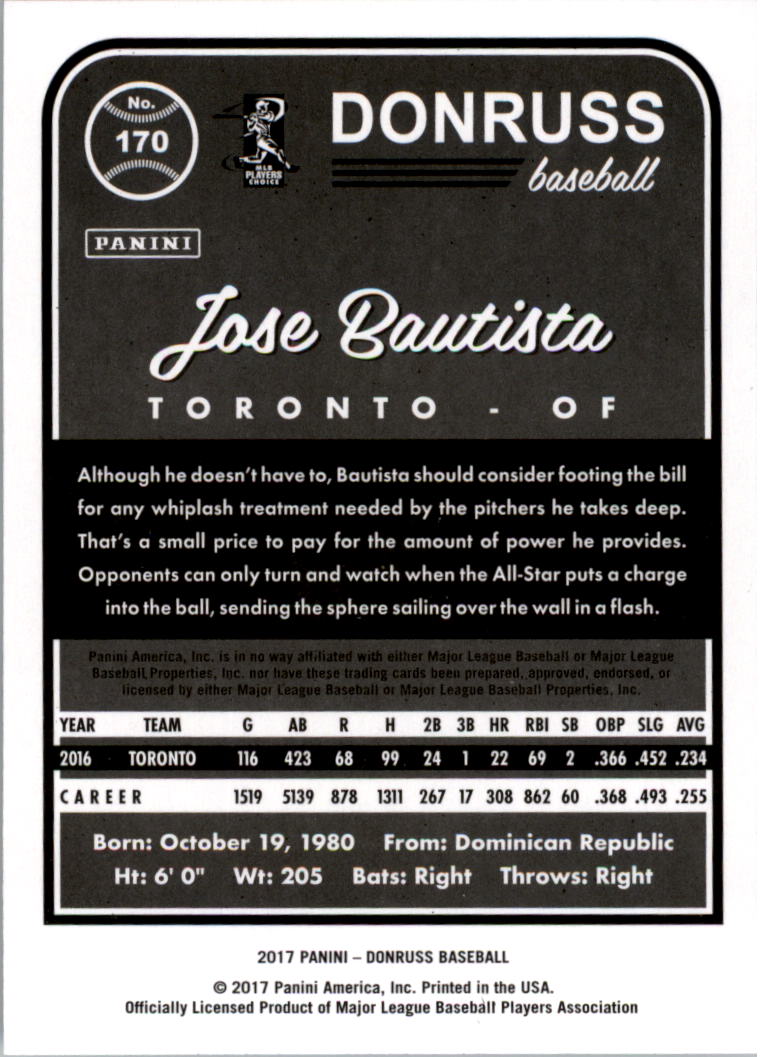 No.
170
MLB
PLAYERS
CHOICE
DONRUSS
baseball
PANINI
Jose Bautista
TORONTO - OF
Although he doesn't have to, Bautista should consider footing the bill
for any whiplash treatment needed by the pitchers he takes deep.
That's a small price to pay for the amount of power he provides.
Opponents can only turn and watch when the All-Star puts a charge
into the ball, sending the sphere sailing over the wall in a flash.
Panini America, Inc. is in no way affiliated with either Major League Baseball or Major League
Baseball Properties, Inc. nor have these trading cards been prepared, approved, endorsed, or
licensed by either Major League Baseball or Major League Baseball Properties, Inc.
YEAR TEAM G AB R H 2B 3B HR RBI SB OBP SLG AVG
2016 TORONTO 116 423 68 99 24 1 22 69 2 .366 .452 .234
CAREER 1519 5139 878 1311 267 17 308 862 60 .368 .493 .255
Born: October 19, 1980 From: Dominican Republic
Ht: 6' 0" Wt: 205 Bats: Right Throws: Right
2017 PANINI – DONRUSS BASEBALL
© 2017 Panini America, Inc. Printed in the USA.
Officially Licensed Product of Major League Baseball Players Association